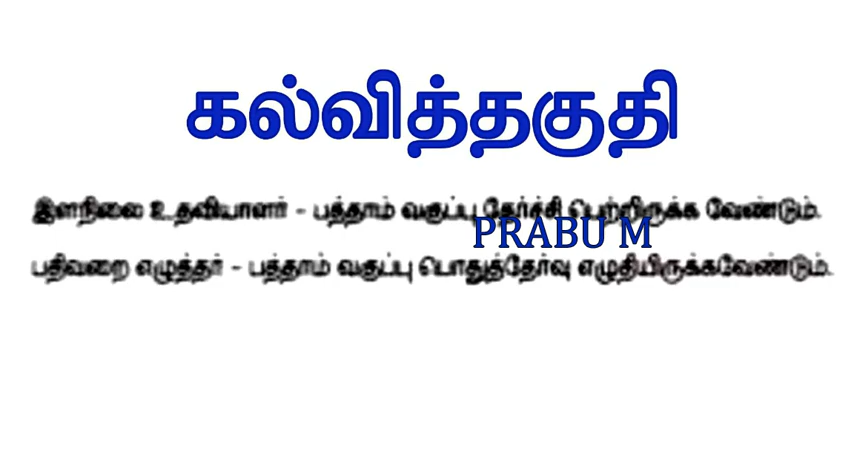 கல்வித்தகுதி
இளநிலை உதவியாளர் - பத்தாம் வகுப்பு தேர்ச்சி பெற்றிருக்க வேண்டும்.
PRABU M
பதிவறை எழுத்தர் - பத்தாம் வகுப்பு பொதுத்தேர்வு எழுதியிருக்கவேண்டும்.